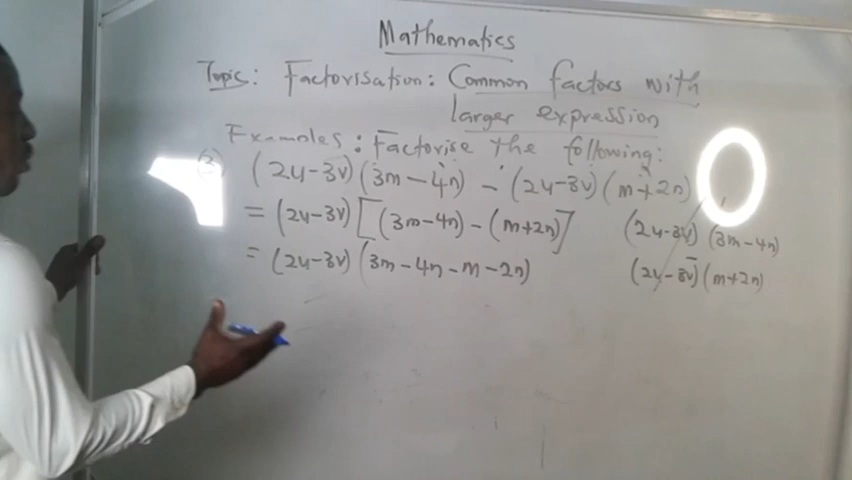 Mathematics
Topic: Factorisation: Common factors with
larger expression
Examples: Factorise the following:
(3) (2u-3v)(3m-4n) - (2u-3v)(m+2n)
= (2u-3v)[(3m-4n)-(m+2n)]
= (2u-3v)(3m-4n-m-2n)
(2u-3v)(3m-4n)
(2u-3v)(m+2n)